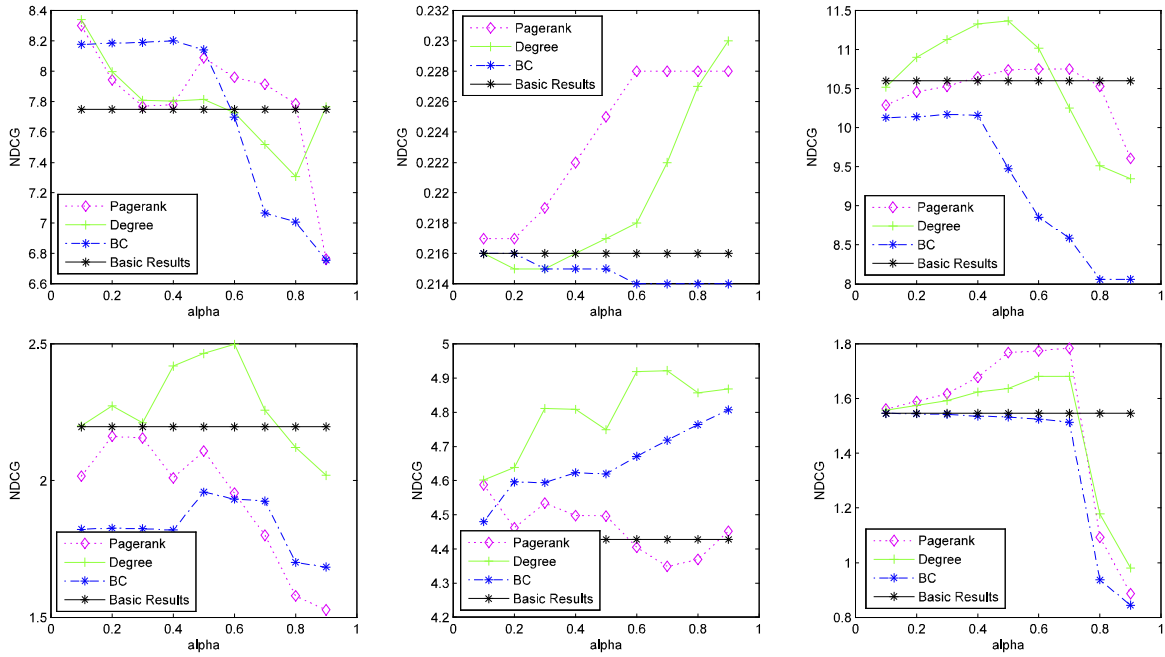 8.4
8.2
8
7.8
7.6
7.4
7.2
7
6.8
6.6
NDCG
0 0.2 0.4 0.6 0.8 1
alpha
Pagerank
Degree
BC
Basic Results
0.232
0.23
0.228
0.226
0.224
0.222
0.22
0.218
0.216
0.214
NDCG
0 0.2 0.4 0.6 0.8 1
alpha
Pagerank
Degree
BC
Basic Results
11.5
11
10.5
10
9.5
9
8.5
8
NDCG
0 0.2 0.4 0.6 0.8 1
alpha
Pagerank
Degree
BC
Basic Results
2.5
2
1.5
NDCG
0 0.2 0.4 0.6 0.8 1
alpha
Pagerank
Degree
BC
Basic Results
5
4.9
4.8
4.7
4.6
4.5
4.4
4.3
4.2
NDCG
0 0.2 0.4 0.6 0.8 1
alpha
Pagerank
Degree
BC
Basic Results
1.8
1.6
1.4
1.2
1
0.8
NDCG
0 0.2 0.4 0.6 0.8 1
alpha
Pagerank
Degree
BC
Basic Results